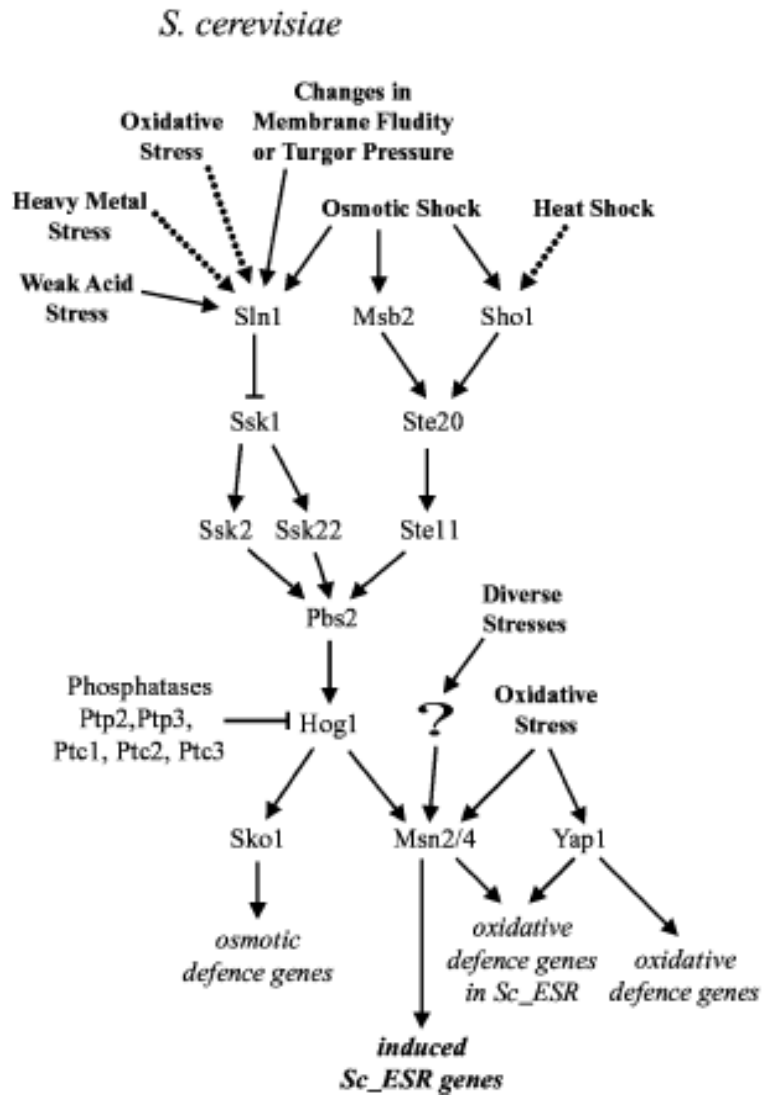 S. cerevisiae
Changes in
Membrane Fludity
or Turgor Pressure
Oxidative
Stress
Heavy Metal
Stress
Osmotic Shock
Heat Shock
Weak Acid
Stress
Sln1
Msb2
Sho1
Ssk1
Ste20
Ssk2
Ssk22
Ste11
Pbs2
Diverse
Stresses
Phosphatases
Ptp2,Ptp3,
Ptc1, Ptc2, Ptc3
Hog1
?
Oxidative
Stress
Sko1
Msn2/4
Yap1
osmotic
defence genes
oxidative
defence genes
in Sc_ESR
oxidative
defence genes
induced
Sc_ESR genes